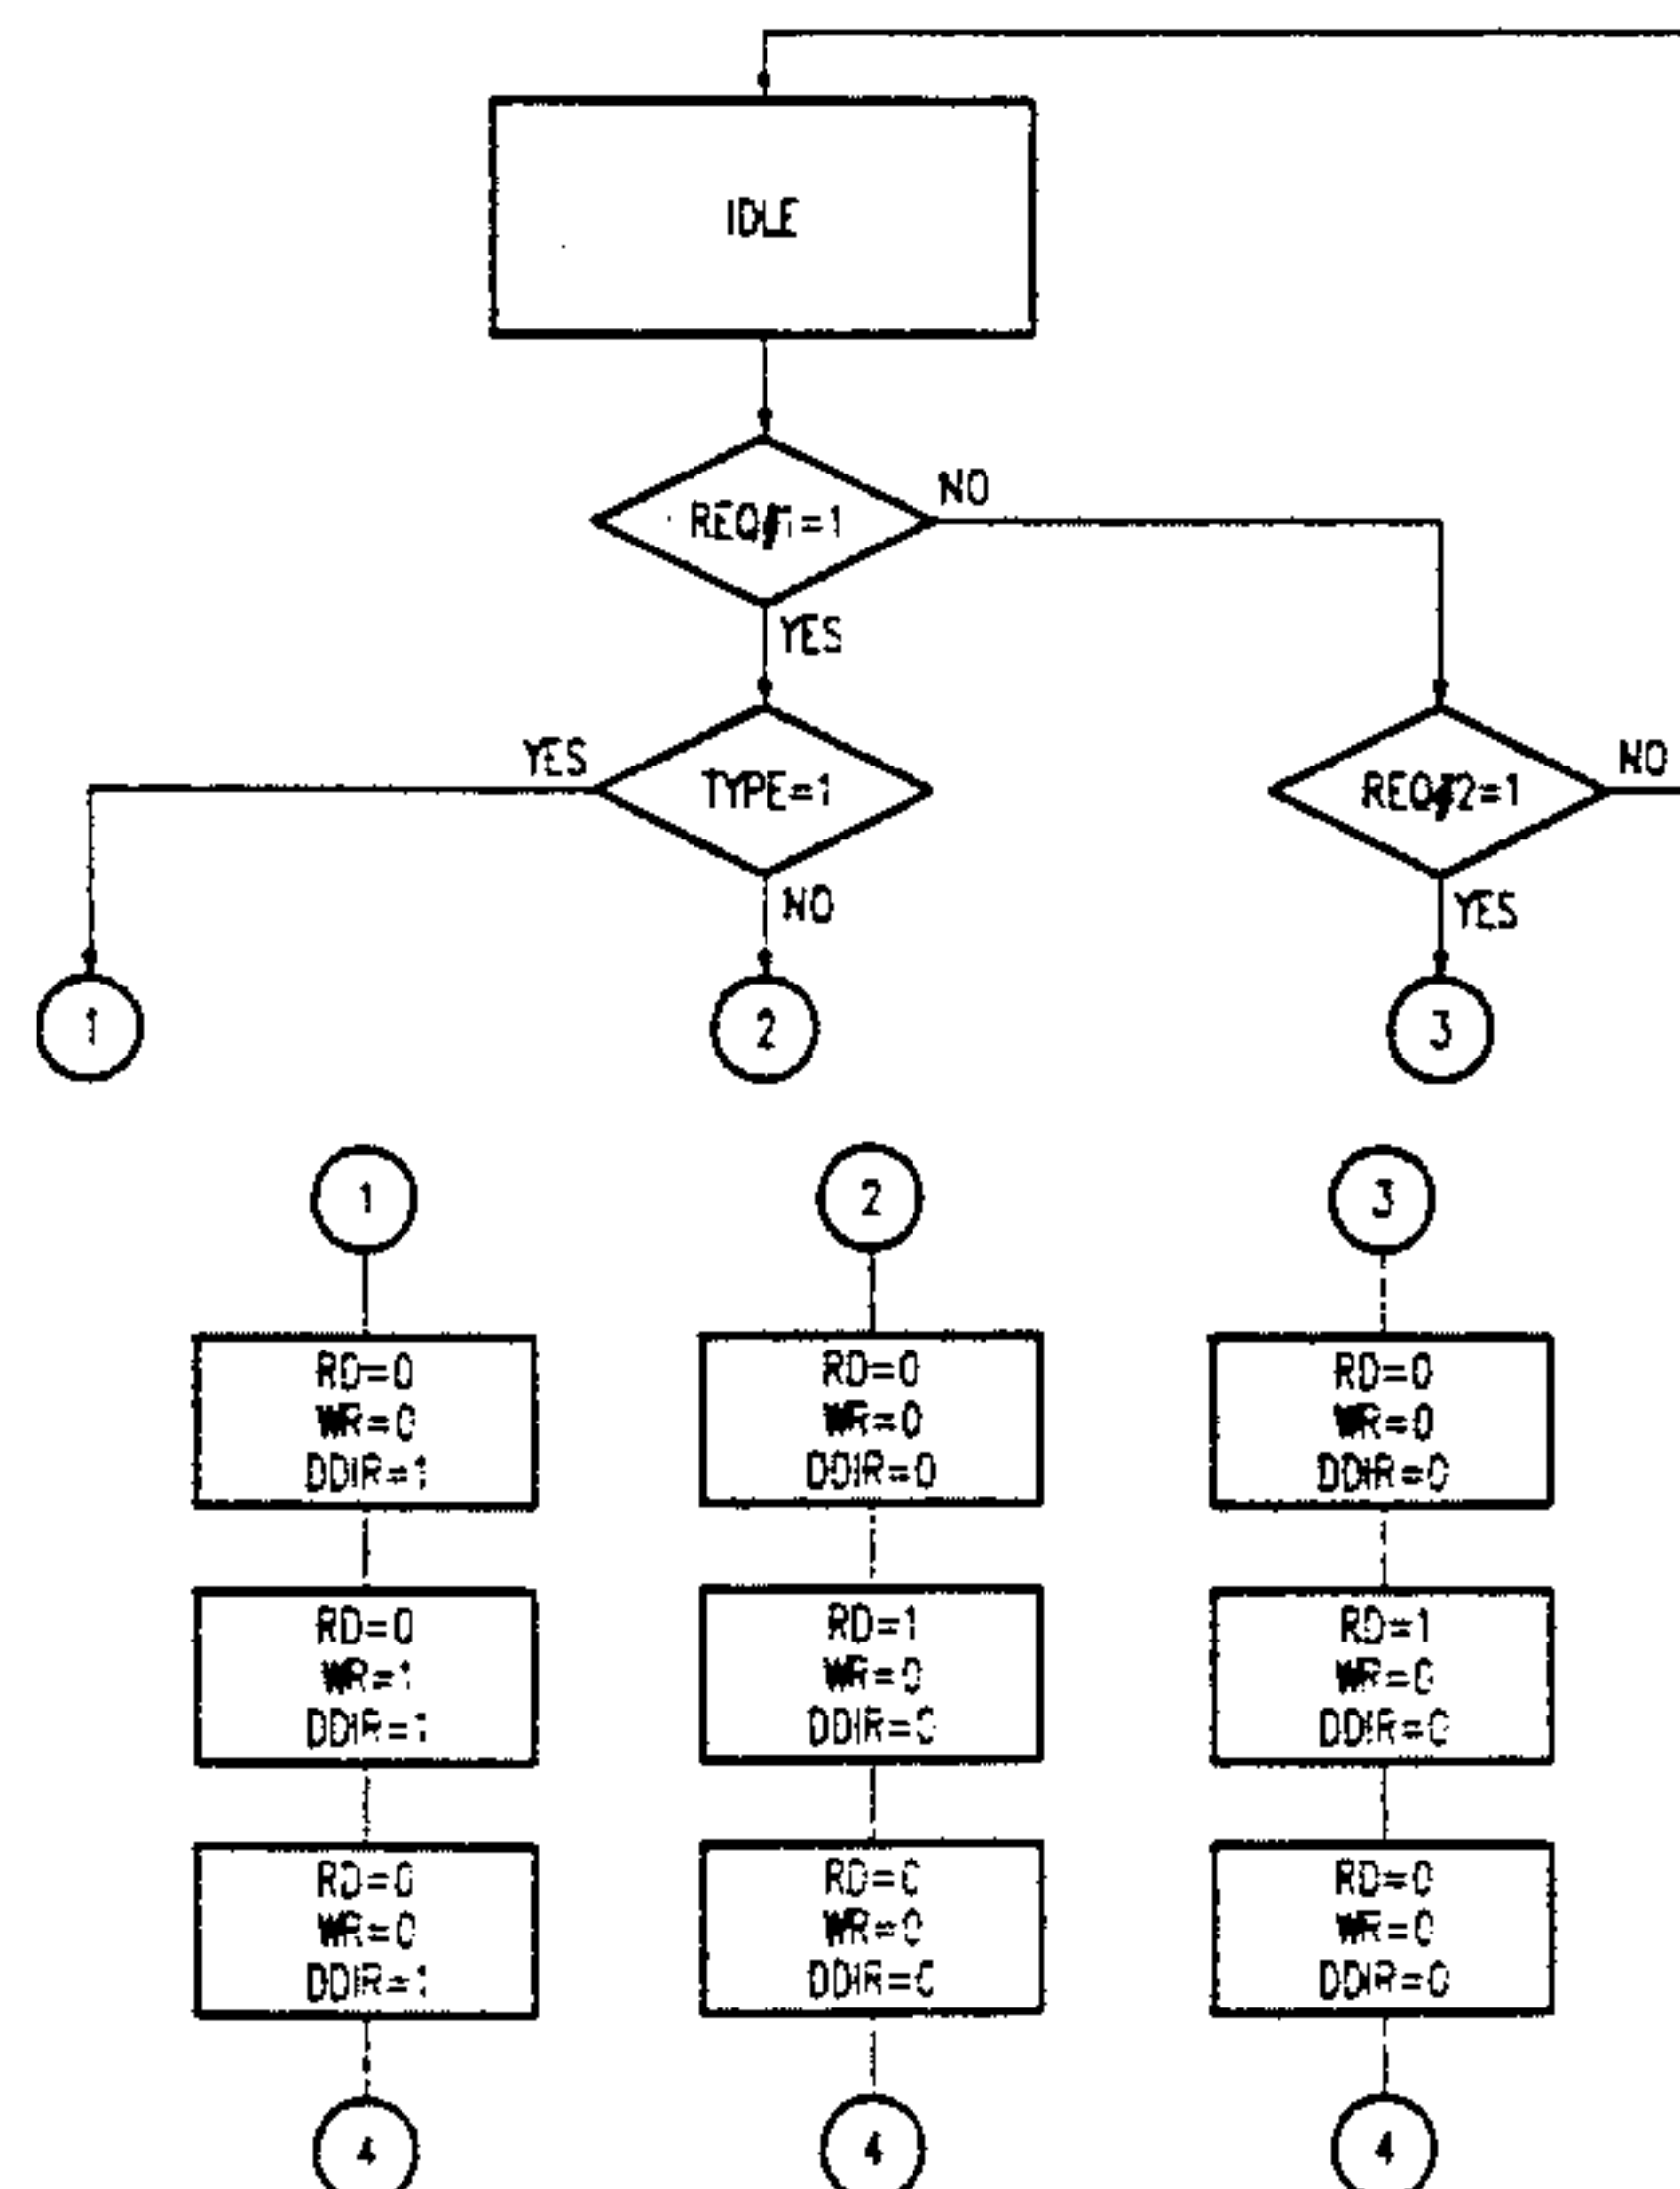 IDLE
REQ#1=1
NO
YES
TYPE=1
YES
NO
REQ#2=1
NO
YES
1
2
3
1
2
3
RD=0
WR=0
DDIR=1
RD=0
WR=0
DDIR=0
RD=0
WR=0
DDIR=0
RD=0
WR=1
DDIR=1
RD=1
WR=0
DDIR=0
RD=1
WR=0
DDIR=0
RD=0
WR=0
DDIR=1
RD=0
WR=0
DDIR=0
RD=0
WR=0
DDIR=0
4
4
4